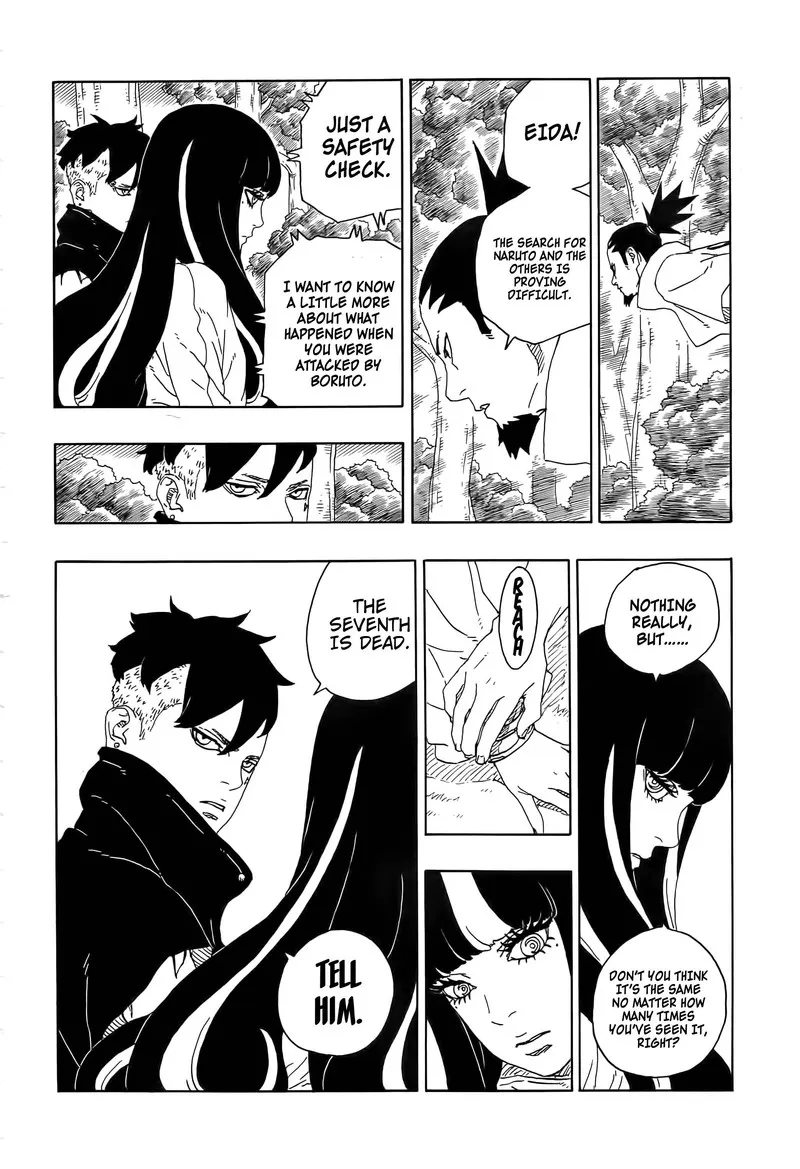 EIDA!
THE SEARCH FOR
NARUTO AND THE
OTHERS IS
PROVING
DIFFICULT.
JUST A
SAFETY
CHECK.
I WANT TO KNOW
A LITTLE MORE
ABOUT WHAT
HAPPENED WHEN
YOU WERE
ATTACKED BY
BORUTO.
NOTHING
REALLY,
BUT......
DON'T YOU THINK
IT'S THE SAME
NO MATTER HOW
MANY TIMES
YOU'VE SEEN IT,
RIGHT?
REACH
THE
SEVENTH
IS DEAD.
TELL
HIM.